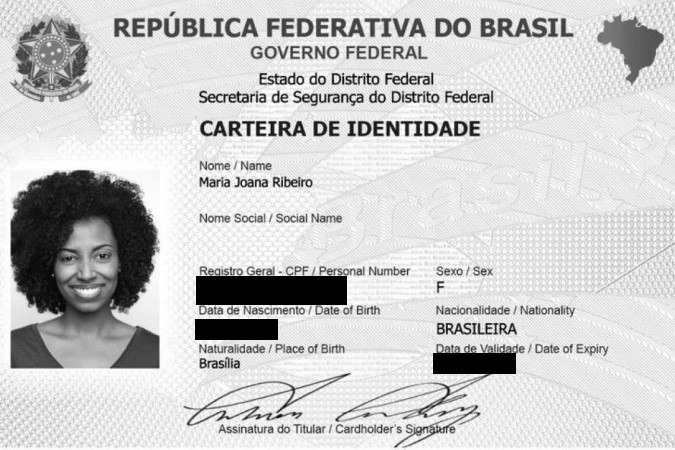 REPÚBLICA FEDERATIVA DO BRASIL
GOVERNO FEDERAL
Estado do Distrito Federal
Secretaria de Segurança do Distrito Federal
CARTEIRA DE IDENTIDADE
Nome / Name
Maria Joana Ribeiro
Nome Social / Social Name
Registro Geral - CPF / Personal Number
Sexo / Sex
F
Data de Nascimento / Date of Birth
Nacionalidade / Nationality
BRASILEIRA
Naturalidade / Place of Birth
Brasília
Data de Validade / Date of Expiry
Assinatura do Titular / Cardholder's Signature